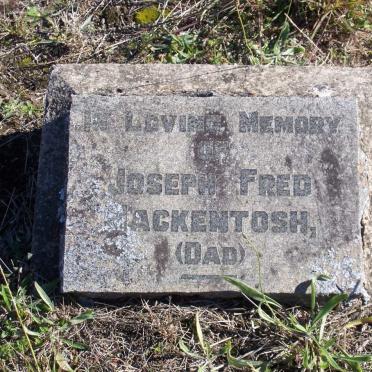 In Loving Memory
of
Joseph Fred
Mackentosh,
(Dad)